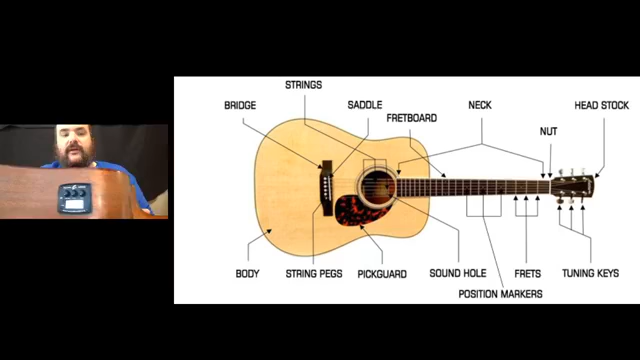 STRINGS
BRIDGE
SADDLE
FRETBOARD
NECK
NUT
HEAD STOCK
BODY
STRING PEGS
PICKGUARD
SOUND HOLE
POSITION MARKERS
FRETS
TUNING KEYS